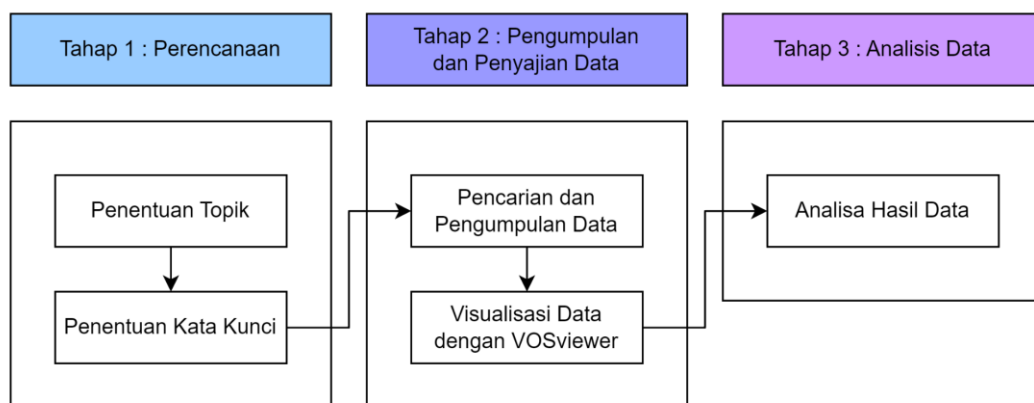 Tahap 1 : Perencanaan
Tahap 2 : Pengumpulan
dan Penyajian Data
Tahap 3 : Analisis Data
Penentuan Topik
Penentuan Kata Kunci
Pencarian dan
Pengumpulan Data
Visualisasi Data
dengan VOSviewer
Analisa Hasil Data